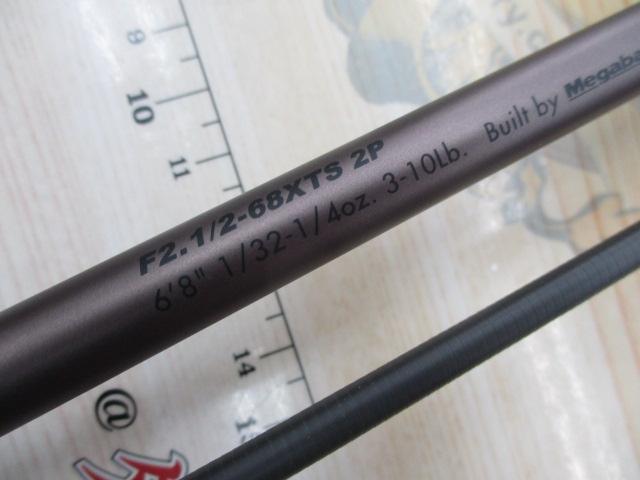 F2.1/2-68XTS 2P
6'8" 1/32-1/4oz. 3-10Lb. Built by Megaba
9
10
11
14
@